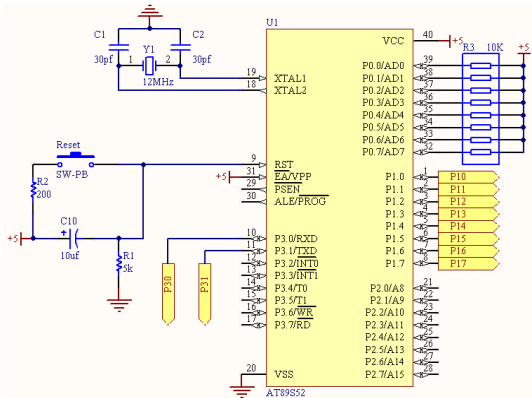 U1
C1
C2
30pf
Y1
30pf
1
2
12MHz
19
XTAL1
18
XTAL2
VCC
40
+5
R3
10K
+5
P0.0/AD0
39
P0.1/AD1
38
P0.2/AD2
37
P0.3/AD3
36
P0.4/AD4
35
P0.5/AD5
34
P0.6/AD6
33
P0.7/AD7
32
Reset
SW-PB
9
RST
+5
31
EA/VPP
29
PSEN
30
ALE/PROG
R2
200
+5
C10
+
10uf
R1
5k
P1.0
1
P10
P1.1
2
P11
P1.2
3
P12
P1.3
4
P13
P1.4
5
P14
P1.5
6
P15
P1.6
7
P16
P1.7
8
P17
10
P3.0/RXD
11
P3.1/TXD
12
P3.2/INT0
13
P3.3/INT1
14
P3.4/T0
15
P3.5/T1
16
P3.6/WR
17
P3.7/RD
P30
P31
P2.0/A8
21
P2.1/A9
22
P2.2/A10
23
P2.3/A11
24
P2.4/A12
25
P2.5/A13
26
P2.6/A14
27
P2.7/A15
28
20
VSS
AT89S52